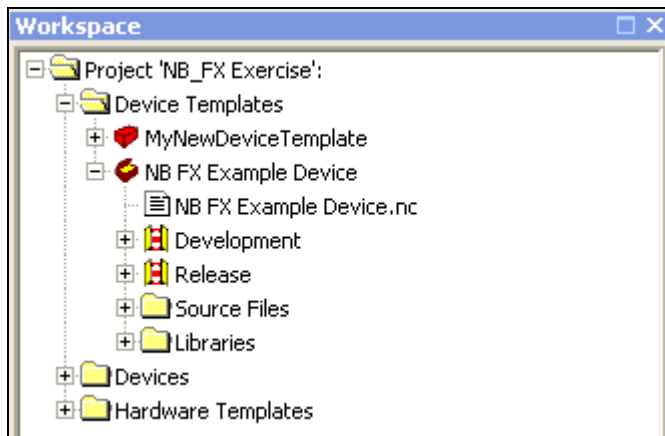 Workspace
Project 'NB_FX Exercise':
Device Templates
MyNewDeviceTemplate
NB FX Example Device
NB FX Example Device.nc
Development
Release
Source Files
Libraries
Devices
Hardware Templates